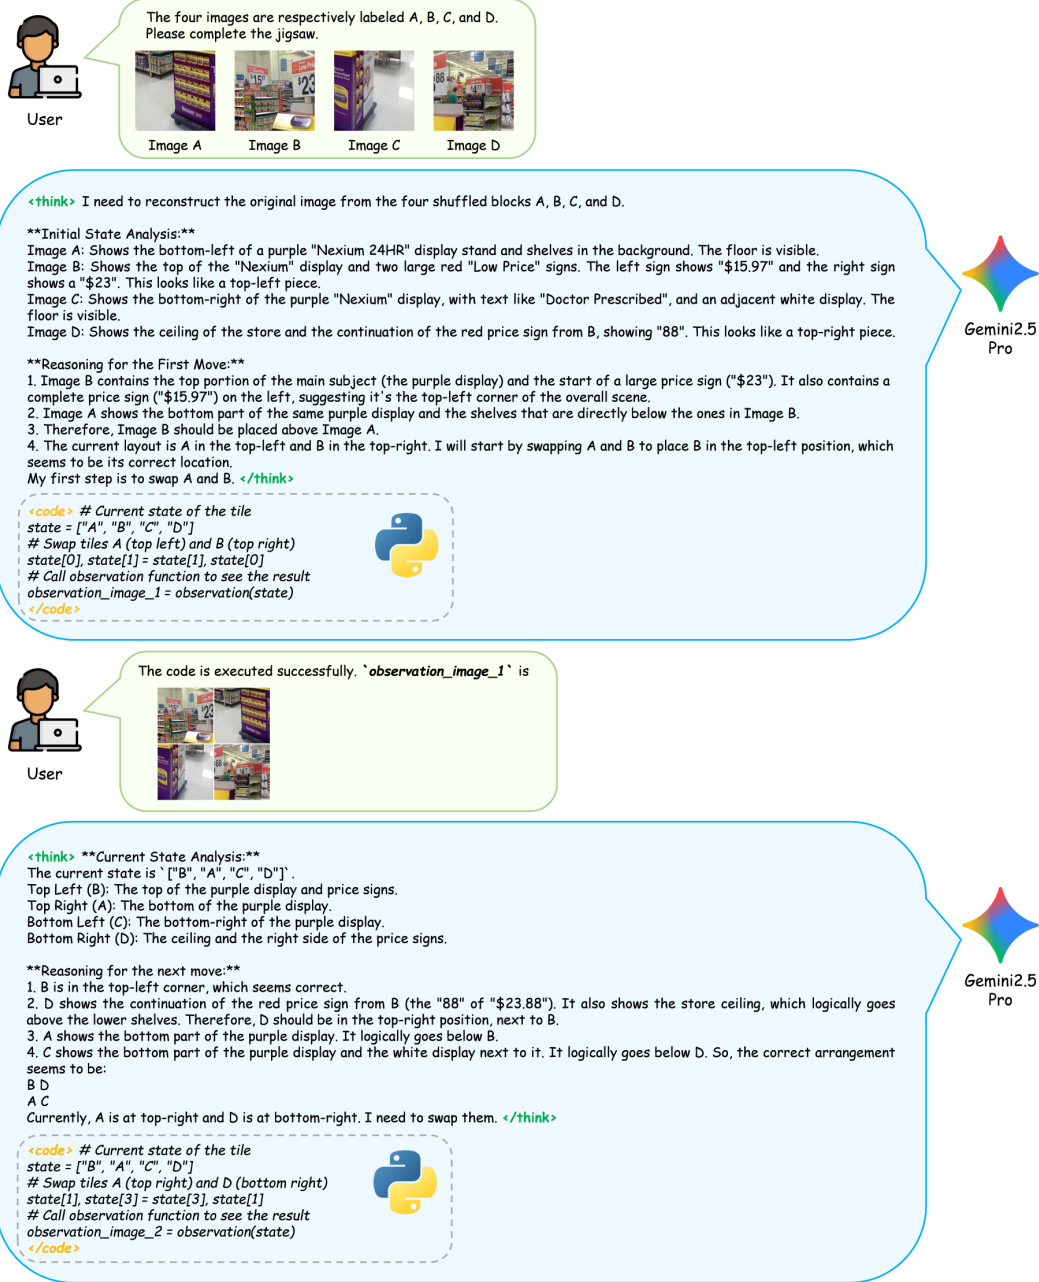 The four images are respectively labeled A, B, C, and D.
Please complete the jigsaw.
User
Image A
Image B
Image C
Image D
<think> I need to reconstruct the original image from the four shuffled blocks A, B, C, and D.
**Initial State Analysis:**
Image A: Shows the bottom-left of a purple "Nexium 24HR" display stand and shelves in the background. The floor is visible.
Image B: Shows the top of the "Nexium" display and two large red "Low Price" signs. The left sign shows "$15.97" and the right sign
shows a "$23". This looks like a top-left piece.
Image C: Shows the bottom-right of the purple "Nexium" display, with text like "Doctor Prescribed", and an adjacent white display. The
floor is visible.
Image D: Shows the ceiling of the store and the continuation of the red price sign from B, showing "88". This looks like a top-right piece.
Gemini2.5
Pro
**Reasoning for the First Move:**
1. Image B contains the top portion of the main subject (the purple display) and the start of a large price sign ("$23"). It also contains a
complete price sign ("$15.97") on the left, suggesting it's the top-left corner of the overall scene.
2. Image A shows the bottom part of the same purple display and the shelves that are directly below the ones in Image B.
3. Therefore, Image B should be placed above Image A.
4. The current layout is A in the top-left and B in the top-right. I will start by swapping A and B to place B in the top-left position, which
seems to be its correct location.
My first step is to swap A and B. </think>
<code> # Current state of the tile
state = ["A", "B", "C", "D"]
# Swap tiles A (top left) and B (top right)
state[0], state[1] = state[1], state[0]
# Call observation function to see the result
observation_image_1 = observation(state)
</code>
The code is executed successfully. `observation_image_1` is
User
<think> **Current State Analysis:**
The current state is `["B", "A", "C", "D"]`.
Top Left (B): The top of the purple display and price signs.
Top Right (A): The bottom of the purple display.
Bottom Left (C): The bottom-right of the purple display.
Bottom Right (D): The ceiling and the right side of the price signs.
Gemini2.5
Pro
**Reasoning for the next move:**
1. B is in the top-left corner, which seems correct.
2. D shows the continuation of the red price sign from B (the "88" of "$23.88"). It also shows the store ceiling, which logically goes
above the lower shelves. Therefore, D should be in the top-right position, next to B.
3. A shows the bottom part of the purple display. It logically goes below B.
4. C shows the bottom part of the purple display and the white display next to it. It logically goes below D. So, the correct arrangement
seems to be:
B D
A C
Currently, A is at top-right and D is at bottom-right. I need to swap them. </think>
<code> # Current state of the tile
state = ["B", "A", "C", "D"]
# Swap tiles A (top right) and D (bottom right)
state[1], state[3] = state[3], state[1]
# Call observation function to see the result
observation_image_2 = observation(state)
</code>